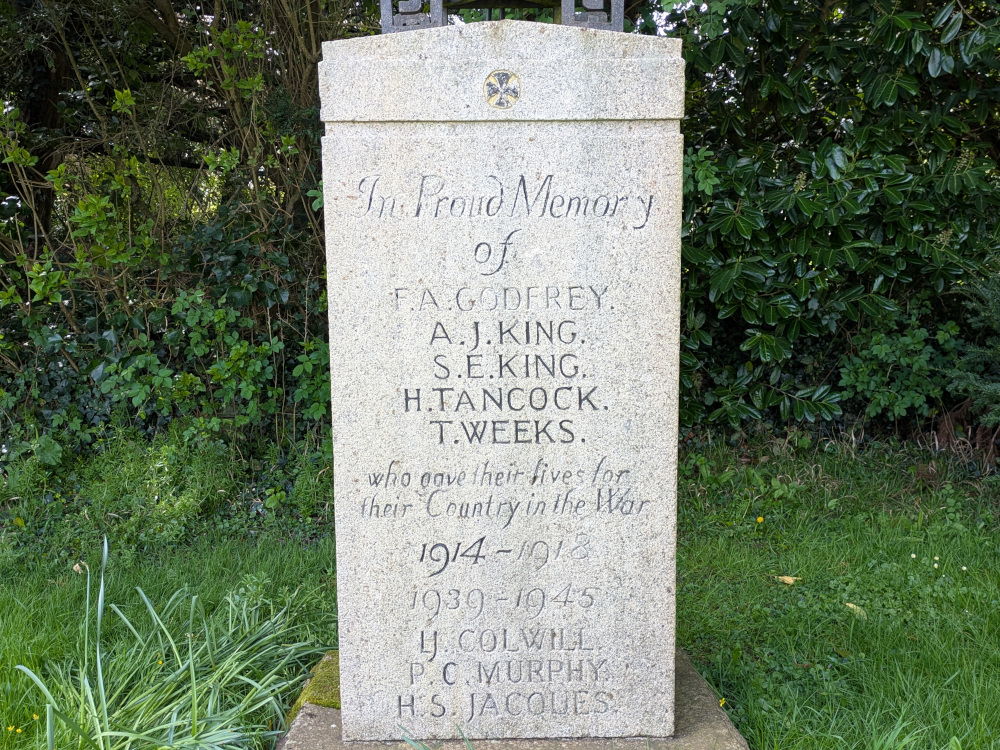 In Proud Memory
of
F.A.GODFREY.
A.J.KING.
S.E.KING.
H.TANCOCK.
T.WEEKS.
who gave their lives for
their Country in the War
1914-1918
1939-1945
COLWILL.
P.C.MURPHY.
H.S.JACQUES.